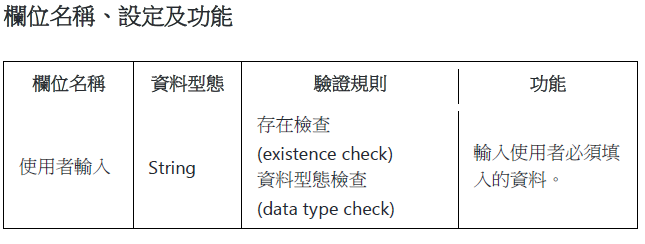 欄位名稱、設定及功能
欄位名稱 資料型態 驗證規則 功能
使用者輸入
String
存在檢查
(existence check)
資料型態檢查
(data type check)
輸入使用者必須填
入的資料。